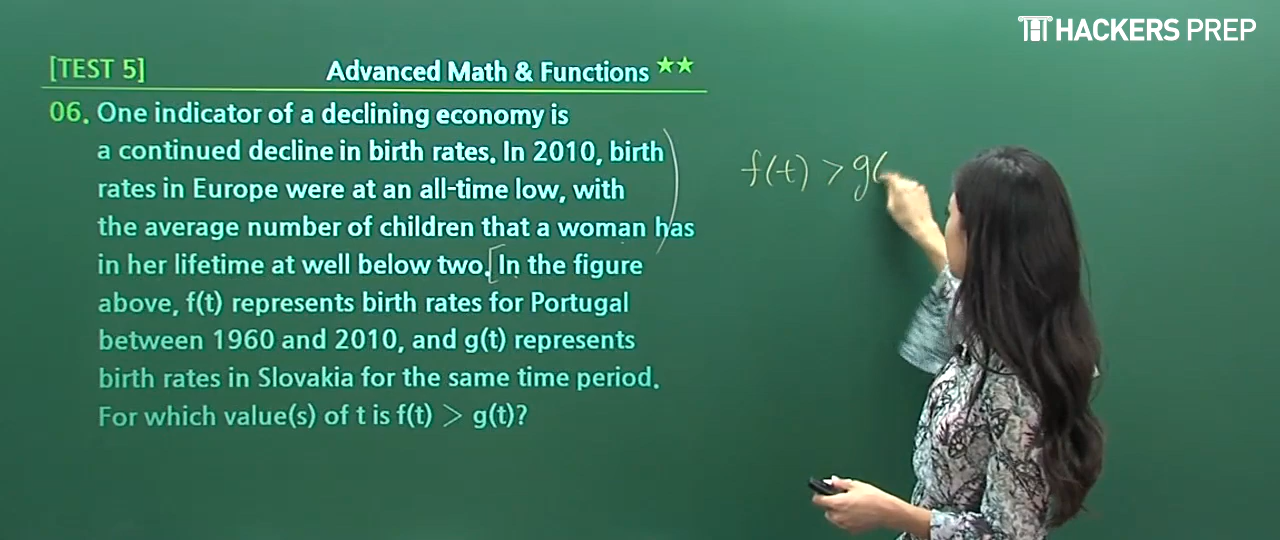 HACKERS PREP
[TEST 5] Advanced Math & Functions ★★
06. One indicator of a declining economy is
a continued decline in birth rates. In 2010, birth
rates in Europe were at an all-time low, with
the average number of children that a woman has
in her lifetime at well below two. In the figure
above, f(t) represents birth rates for Portugal
between 1960 and 2010, and g(t) represents
birth rates in Slovakia for the same time period.
For which value(s) of t is f(t) > g(t)?
f(t) > g(